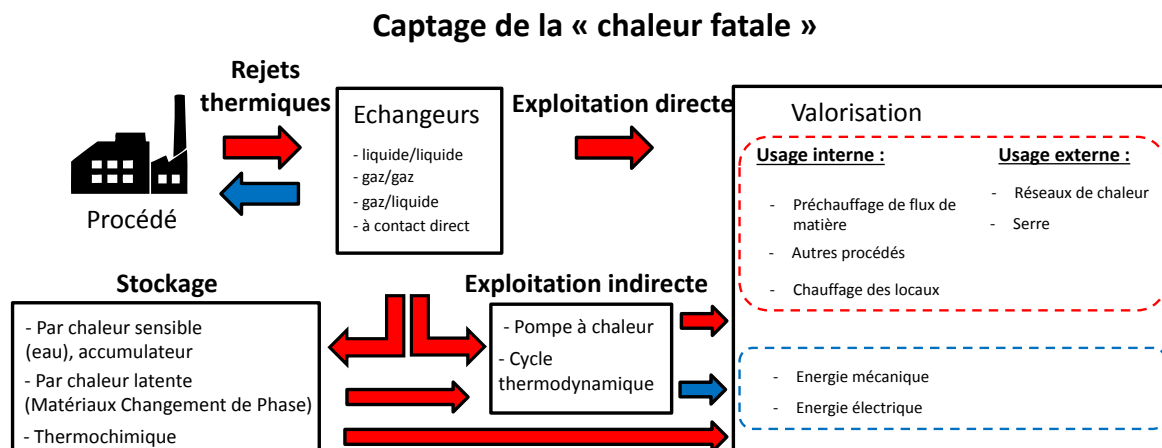 Captage de la « chaleur fatale »
Rejets
thermiques
Procédé
Echangeurs
- liquide/liquide
- gaz/gaz
- gaz/liquide
- à contact direct
Exploitation directe
Valorisation
Usage interne :
- Préchauffage de flux de
matière
- Autres procédés
- Chauffage des locaux
Usage externe :
- Réseaux de chaleur
- Serre
Stockage
- Par chaleur sensible
(eau), accumulateur
- Par chaleur latente
(Matériaux Changement de Phase)
- Thermochimique
Exploitation indirecte
- Pompe à chaleur
- Cycle
thermodynamique
- Energie mécanique
- Energie électrique